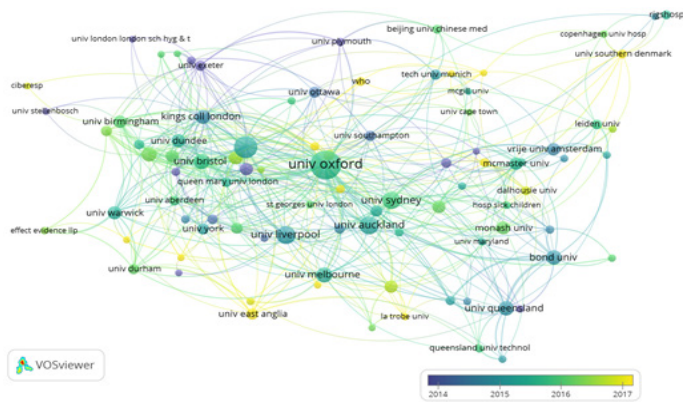 rigshosp
beijing univ chinese med
copenhagen univ hosp
univ london london sch hyg & t
univ plymouth
univ southern denmark
univ exeter
tech univ munich
ciberesp
who
univ ottawa
mcgill univ
univ stellenbosch
univ cape town
kings coll london
univ birmingham
leiden univ
univ southampton
univ dundee
vrije univ amsterdam
univ bristol
univ oxford
mcmaster univ
queen mary univ london
dalhousie univ
univ aberdeen
univ sydney
st georges univ london
hosp sick children
univ warwick
univ york
univ auckland
monash univ
effect evidence llp
univ liverpool
univ maryland
bond univ
univ durham
univ melbourne
univ queensland
univ east anglia
la trobe univ
queensland univ technol
VOSviewer
2014 2015 2016 2017